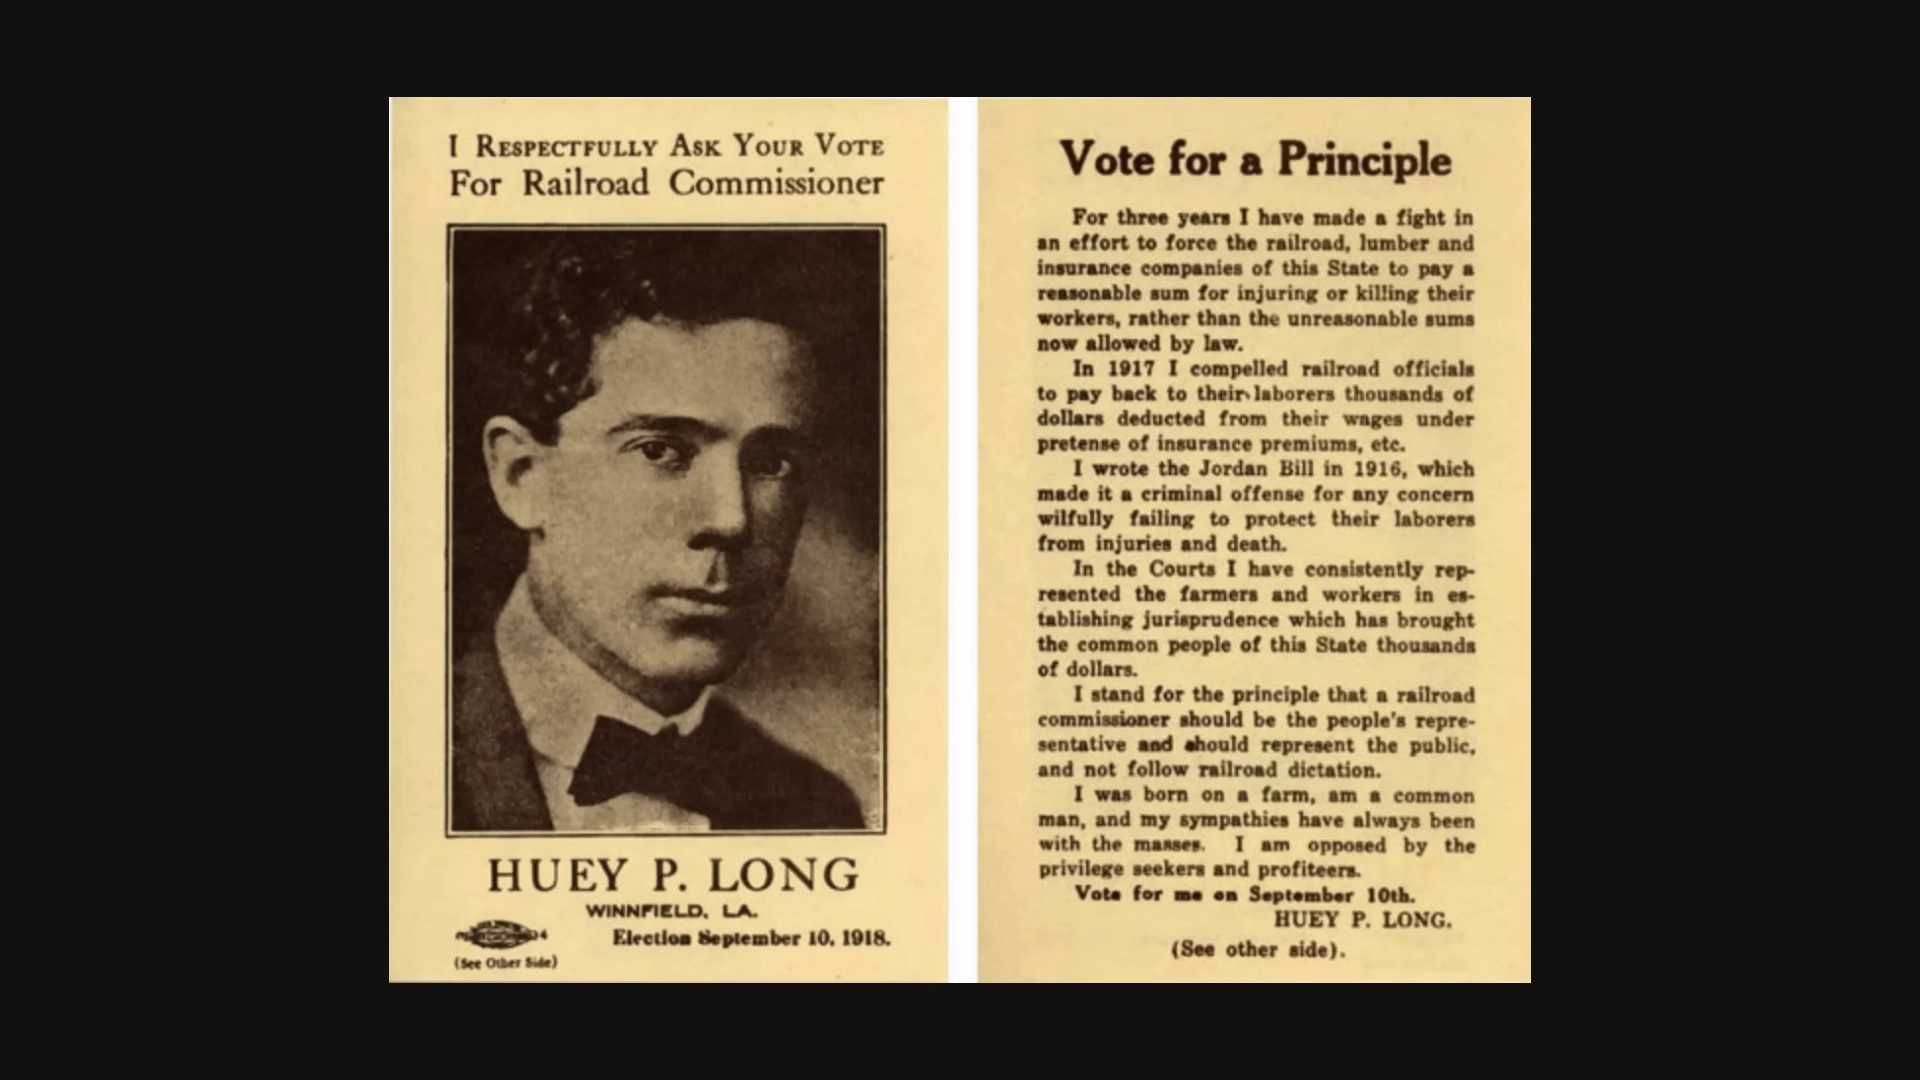 I Respectfully Ask Your Vote
For Railroad Commissioner
HUEY P. LONG
WINNFIELD, LA.
Election September 10, 1918.
(See Other Side)
Vote for a Principle
For three years I have made a fight in
an effort to force the railroad, lumber and
insurance companies of this State to pay a
reasonable sum for injuring or killing their
workers, rather than the unreasonable sums
now allowed by law.
In 1917 I compelled railroad officials
to pay back to their laborers thousands of
dollars deducted from their wages under
pretense of insurance premiums, etc.
I wrote the Jordan Bill in 1916, which
made it a criminal offense for any concern
wilfully failing to protect their laborers
from injuries and death.
In the Courts I have consistently rep-
resented the farmers and workers in es-
tablishing jurisprudence which has brought
the common people of this State thousands
of dollars.
I stand for the principle that a railroad
commissioner should be the people's repre-
sentative and should represent the public,
and not follow railroad dictation.
I was born on a farm, am a common
man, and my sympathies have always been
with the masses. I am opposed by the
privilege seekers and profiteers.
Vote for me on September 10th.
HUEY P. LONG.
(See other side).